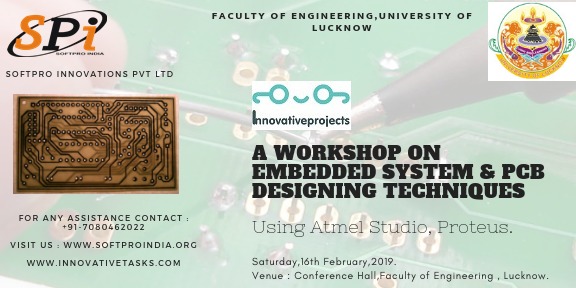 SPi
SOFTPRO INDIA
SOFTPRO INNOVATIONS PVT LTD
FACULTY OF ENGINEERING,UNIVERSITY OF
LUCKNOW
Innovativeprojects
A WORKSHOP ON
EMBEDDED SYSTEM & PCB
DESIGNING TECHNIQUES
Using Atmel Studio, Proteus.
Saturday,16th February,2019.
Venue : Conference Hall,Faculty of Engineering , Lucknow.
FOR ANY ASSISTANCE CONTACT :
+91-7080462022
VISIT US : WWW.SOFTPROINDIA.ORG
WWW.INNOVATIVETASKS.COM